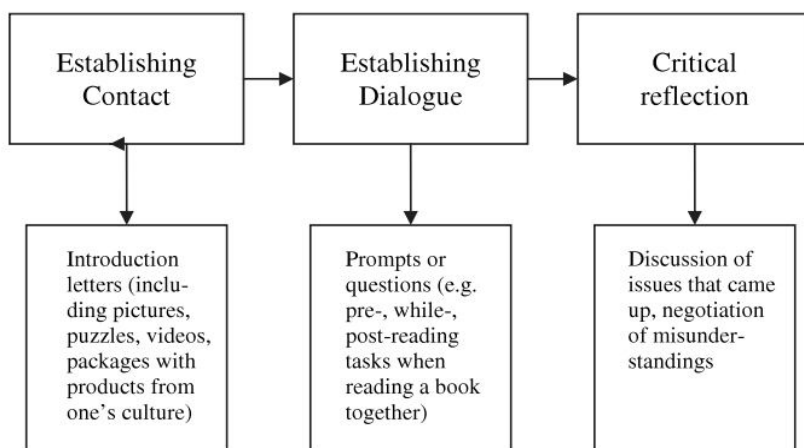 Establishing
Contact
Establishing
Dialogue
Critical
reflection
Introduction
letters (inclu-
ding pictures,
puzzles, videos,
packages with
products from
one's culture)
Prompts or
questions (e.g.
pre-, while-,
post-reading
tasks when
reading a book
together)
Discussion of
issues that came
up, negotiation
of misunder-
standings